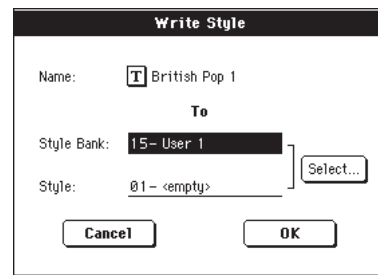 Write Style
Name: T British Pop 1
To
Style Bank: 15- User 1
Select...
Style: 01- <empty>
Cancel OK